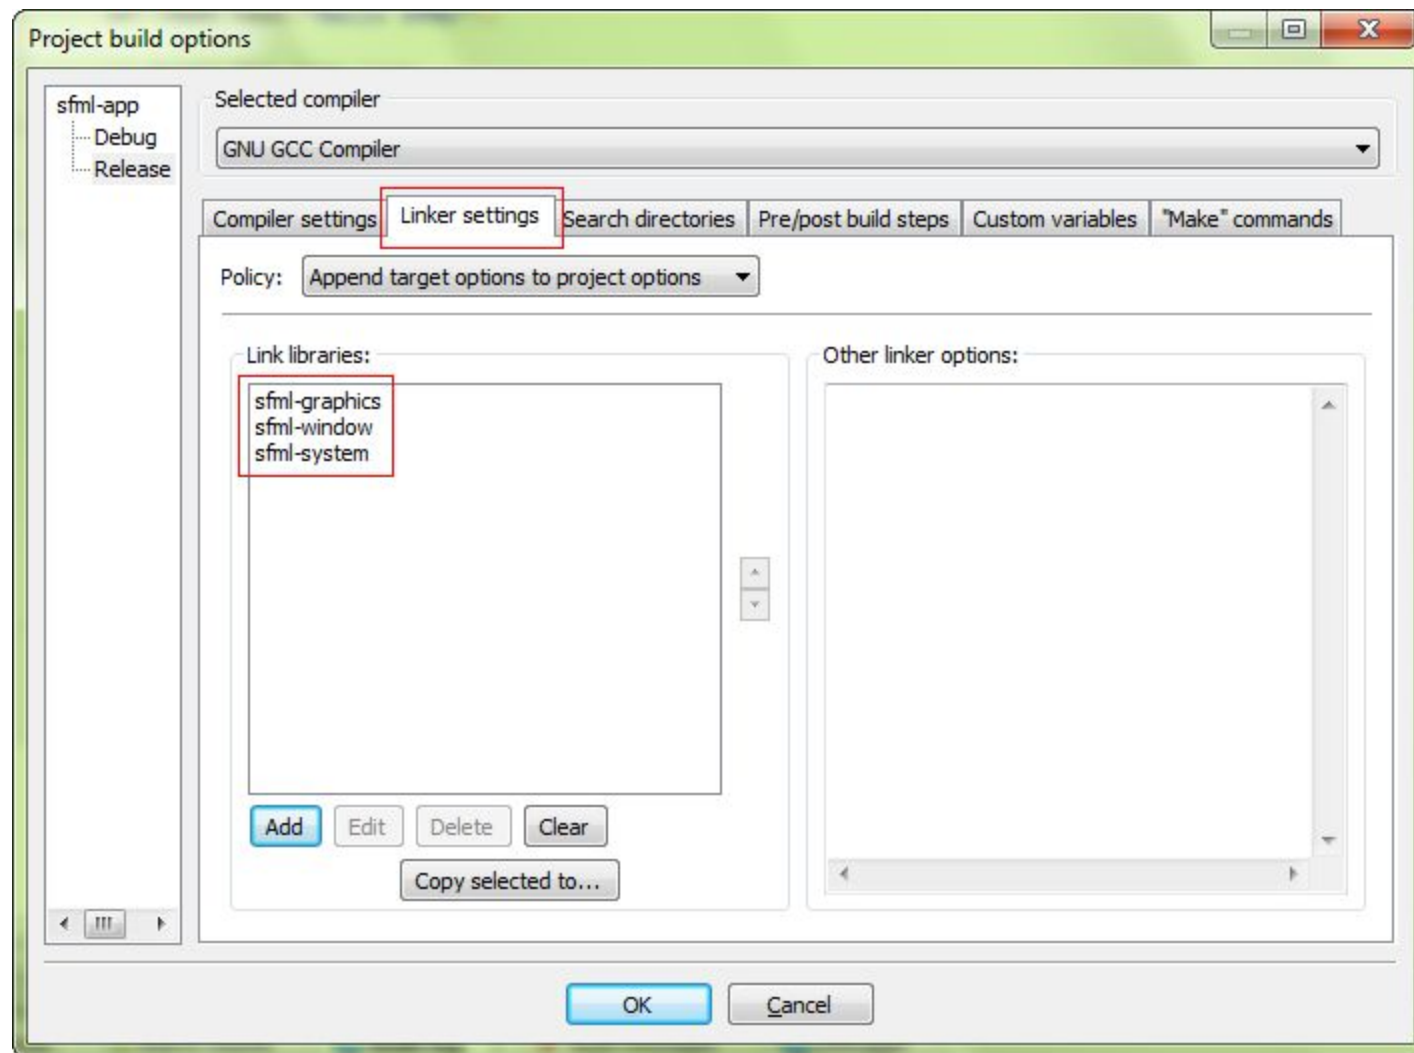 Project build options
sfml-app
Debug
Release
Selected compiler
GNU GCC Compiler
Compiler settings Linker settings Search directories Pre/post build steps Custom variables "Make" commands
Policy: Append target options to project options
Link libraries:
sfml-graphics
sfml-window
sfml-system
Add Edit Delete Clear
Copy selected to...
Other linker options:
OK Cancel